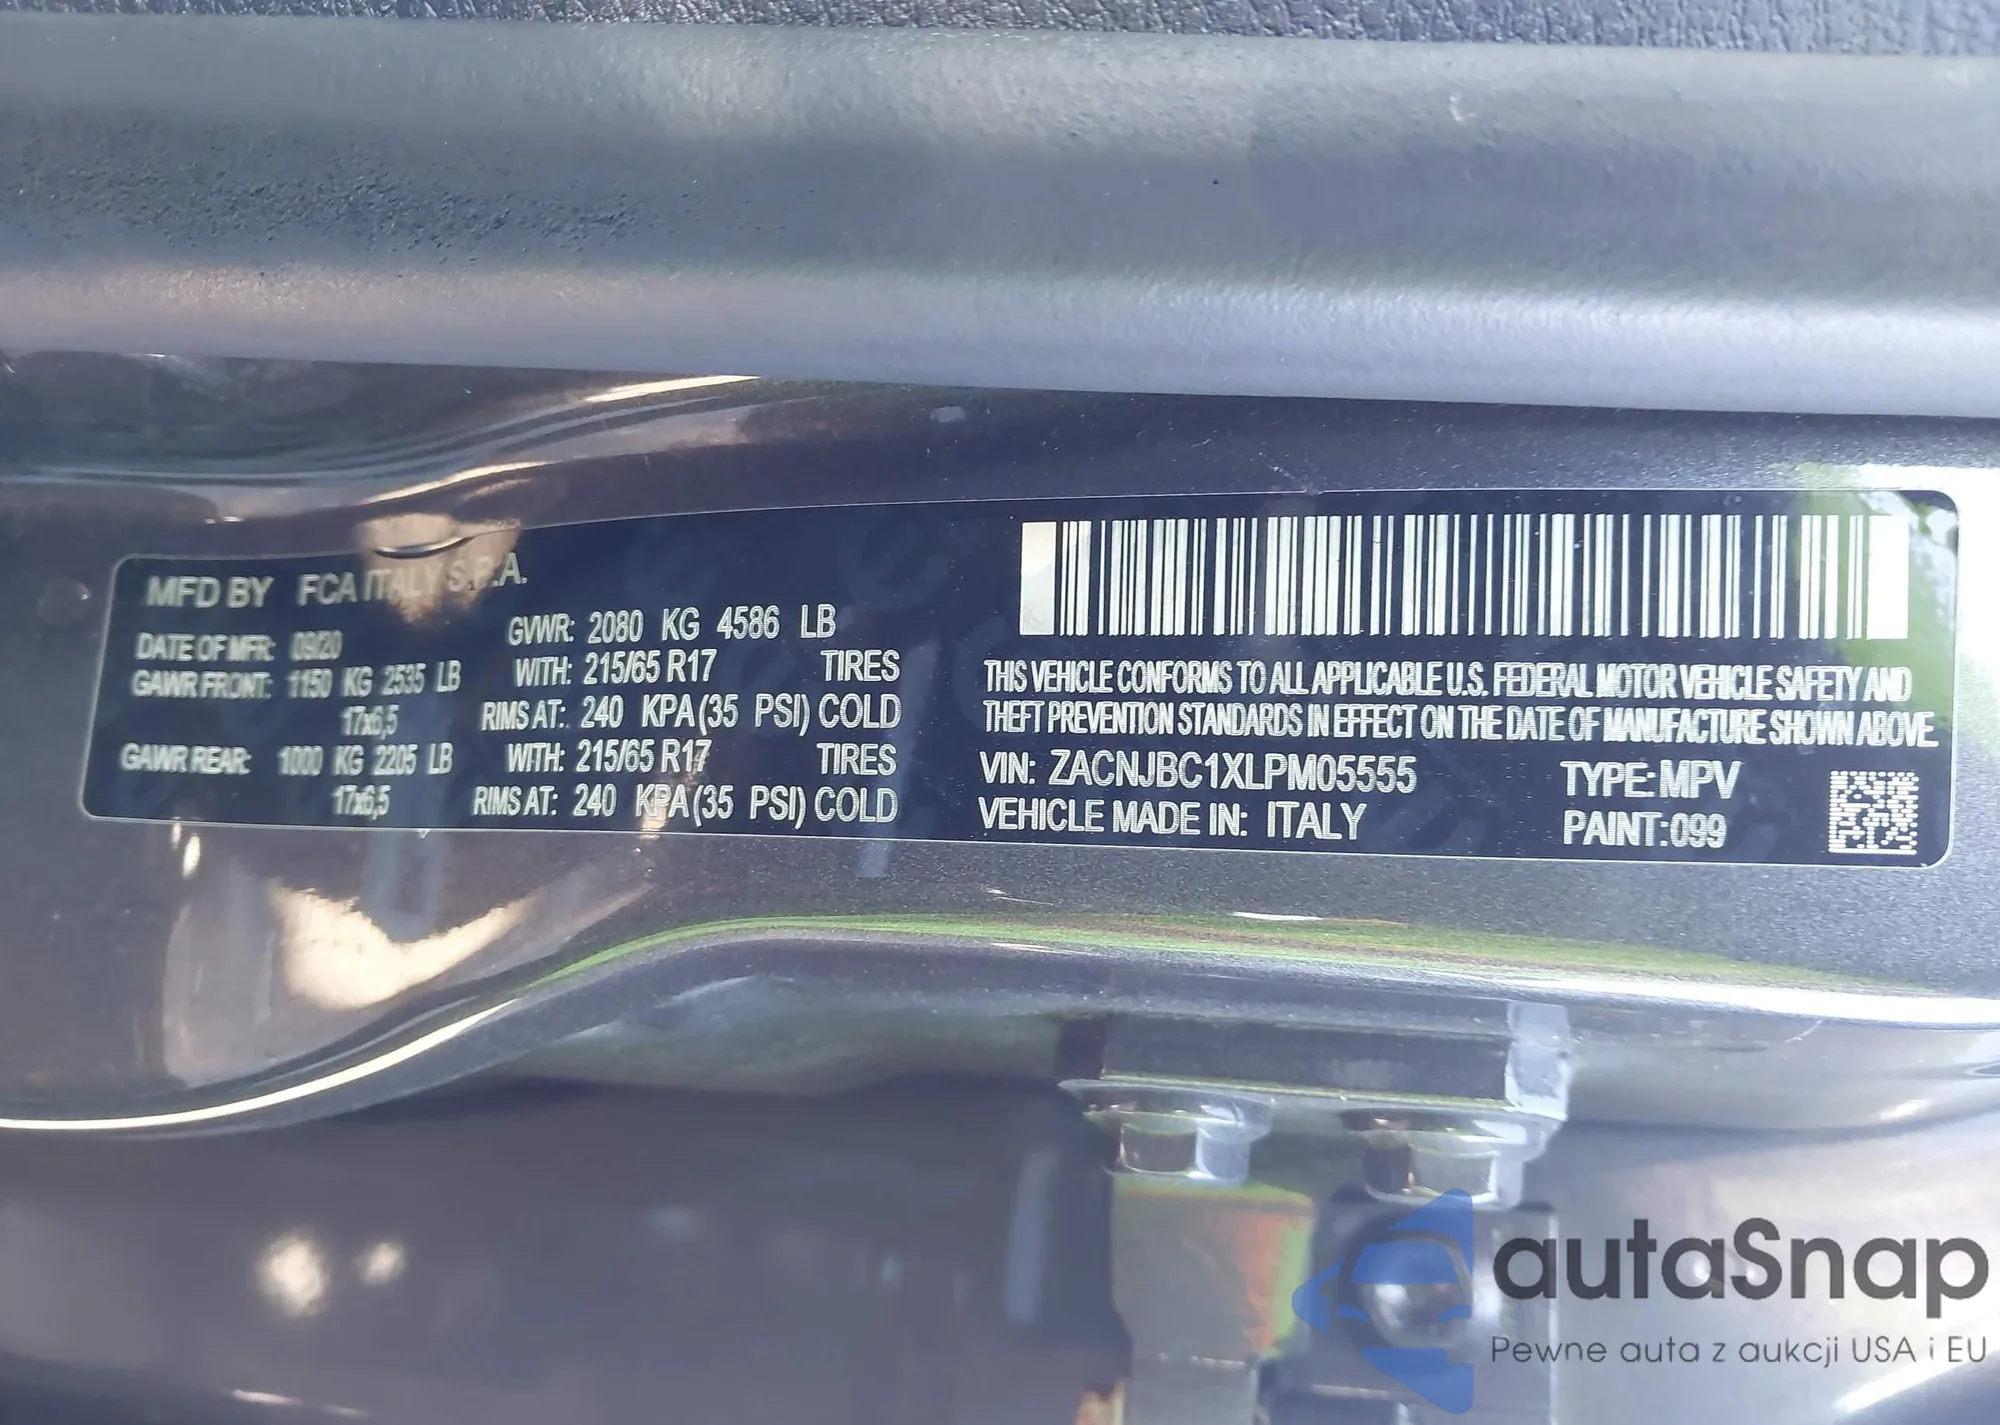 MFD BY FCA ITALY S.P.A.
DATE OF MFR: 09/20 GVWR: 2080 KG 4586 LB
GAWR FRONT: 1150 KG 2535 LB WITH: 215/65 R17 TIRES
17x6,5 RIMS AT: 240 KPA (35 PSI) COLD
GAWR REAR: 1000 KG 2205 LB WITH: 215/65 R17 TIRES
17x6,5 RIMS AT: 240 KPA (35 PSI) COLD
THIS VEHICLE CONFORMS TO ALL APPLICABLE U.S. FEDERAL MOTOR VEHICLE SAFETY AND
THEFT PREVENTION STANDARDS IN EFFECT ON THE DATE OF MANUFACTURE SHOWN ABOVE.
VIN: ZACNJBC1XLPM05555 TYPE: MPV
VEHICLE MADE IN: ITALY PAINT:099
autaSnap
Pewne auta z aukcji USA i EU